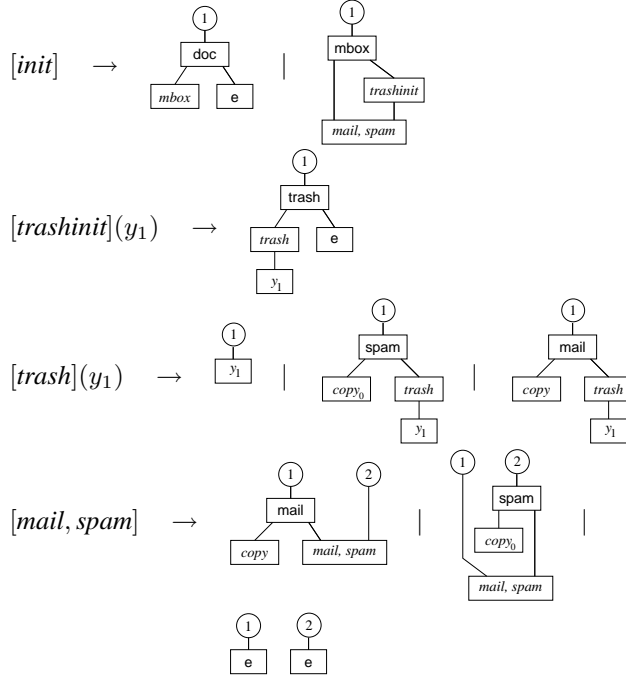 1 1
[init] → doc | mbox
mbox e trashinit
mail, spam
1
trash
[trashinit](y₁) → trash e
y₁
1 1 1
[trash](y₁) → y₁ | spam | mail
copy₀ trash copy trash
y₁ y₁
1 2 1 2
[mail, spam] → mail | spam |
copy mail, spam copy₀
mail, spam
1 2
e e